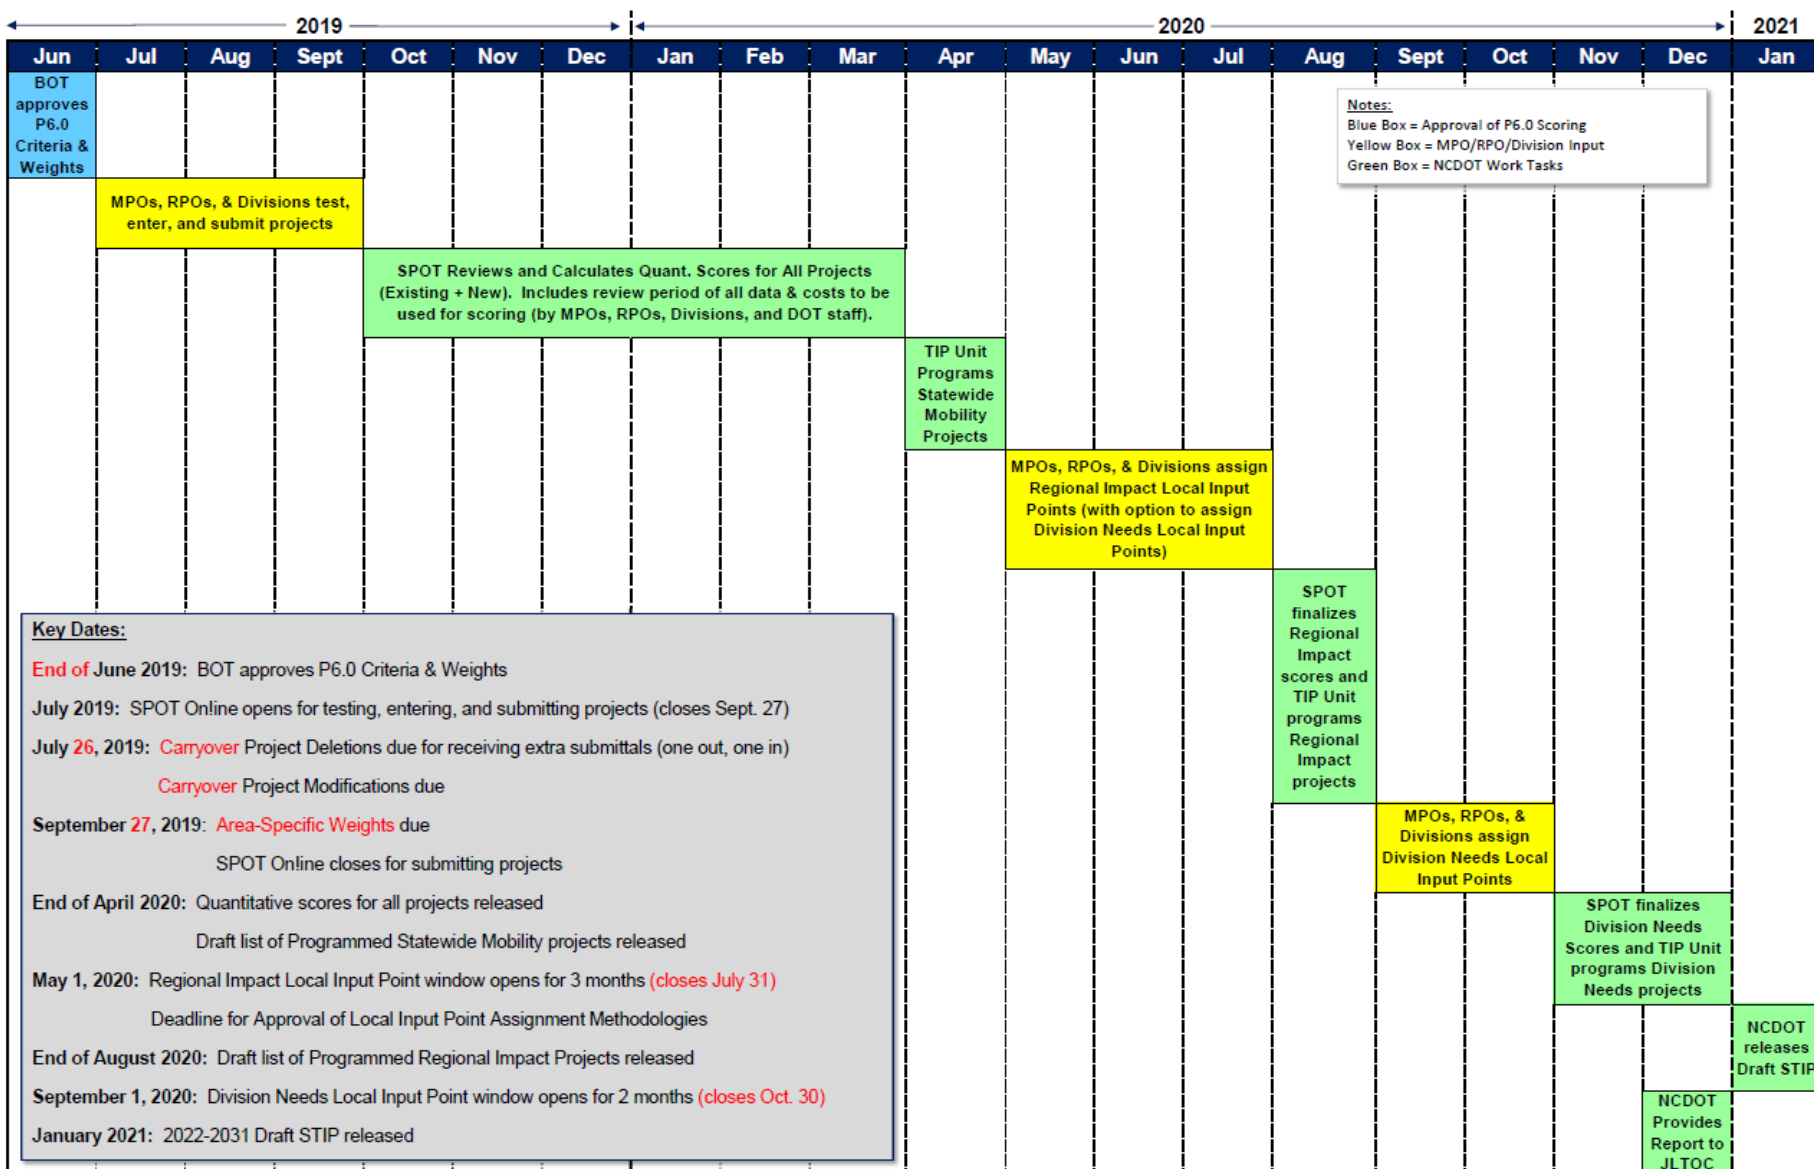 2019 2020 2021
Jun Jul Aug Sept Oct Nov Dec Jan Feb Mar Apr May Jun Jul Aug Sept Oct Nov Dec Jan
BOT
approves
P6.0
Criteria &
Weights
Notes:
Blue Box = Approval of P6.0 Scoring
Yellow Box = MPO/RPO/Division Input
Green Box = NCDOT Work Tasks
MPOs, RPOs, & Divisions test,
enter, and submit projects
SPOT Reviews and Calculates Quant. Scores for All Projects
(Existing + New). Includes review period of all data & costs to be
used for scoring (by MPOs, RPOs, Divisions, and DOT staff).
TIP Unit
Programs
Statewide
Mobility
Projects
MPOs, RPOs, & Divisions assign
Regional Impact Local Input
Points (with option to assign
Division Needs Local Input
Points)
SPOT
finalizes
Regional
Impact
scores and
TIP Unit
programs
Regional
Impact
projects
MPOs, RPOs, &
Divisions assign
Division Needs Local
Input Points
SPOT finalizes
Division Needs
Scores and TIP Unit
programs Division
Needs projects
NCDOT
releases
Draft STIP
NCDOT
Provides
Report to
JLTOC
Key Dates:
End of June 2019: BOT approves P6.0 Criteria & Weights
July 2019: SPOT On!ine opens for testing, entering, and submitting projects (closes Sept. 27)
July 26, 2019: Carryover Project Deletions due for receiving extra submittals (one out, one in)
Carryover Project Modifications due
September 27, 2019: Area-Specific Weights due
SPOT On!ine closes for submitting projects
End of April 2020: Quantitative scores for all projects released
Draft list of Programmed Statewide Mobility projects released
May 1, 2020: Regional Impact Local Input Point window opens for 3 months (closes July 31)
Deadline for Approval of Local Input Point Assignment Methodologies
End of August 2020: Draft list of Programmed Regional Impact Projects released
September 1, 2020: Division Needs Local Input Point window opens for 2 months (closes Oct. 30)
January 2021: 2022-2031 Draft STIP released